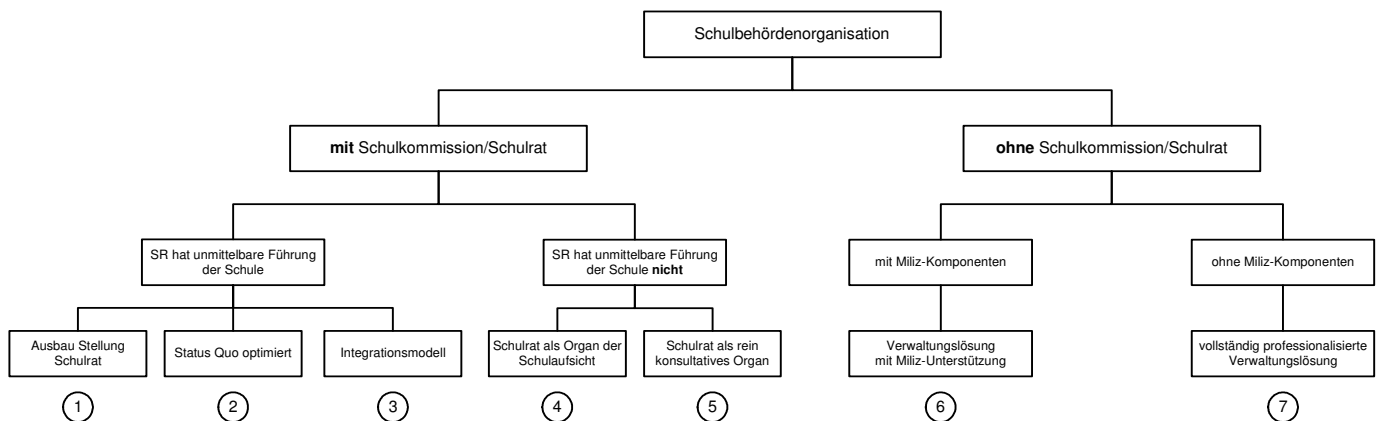 Schulbehördenorganisation
mit Schulkommission/Schulrat
ohne Schulkommission/Schulrat
SR hat unmittelbare Führung
der Schule
SR hat unmittelbare Führung
der Schule nicht
mit Miliz-Komponenten
ohne Miliz-Komponenten
Ausbau Stellung
Schulrat
Status Quo optimiert
Integrationsmodell
Schulrat als Organ der
Schulaufsicht
Schulrat als rein
konsultatives Organ
Verwaltungslösung
mit Miliz-Unterstützung
vollständig professionalisierte
Verwaltungslösung
1
2
3
4
5
6
7